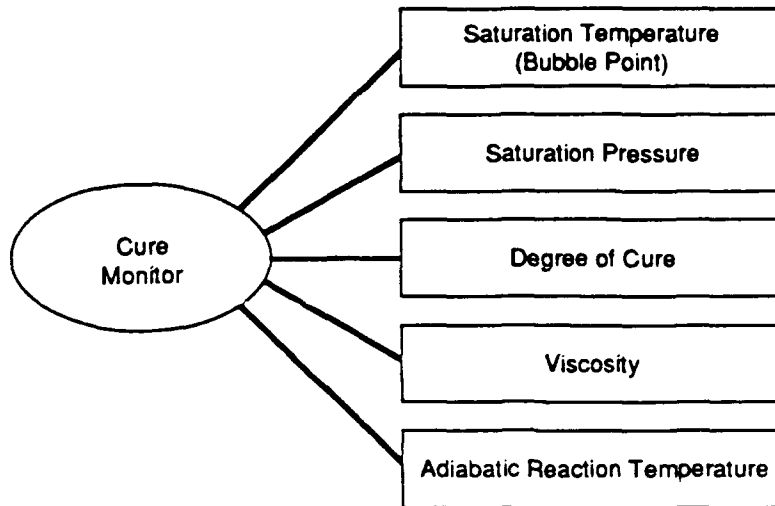 Saturation Temperature
(Bubble Point)
Saturation Pressure
Cure
Monitor
Degree of Cure
Viscosity
Adiabatic Reaction Temperature